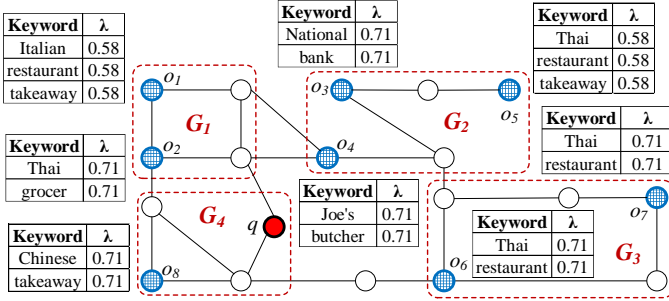 Keyword λ
Italian 0.58
restaurant 0.58
takeaway 0.58
Keyword λ
National 0.71
bank 0.71
Keyword λ
Thai 0.58
restaurant 0.58
takeaway 0.58
o1
o3
o5
G1
G2
Keyword λ
Thai 0.71
restaurant 0.71
o2
o4
Keyword λ
Thai 0.71
grocer 0.71
Keyword λ
Joe's 0.71
butcher 0.71
G4
q
o7
Keyword λ
Thai 0.71
restaurant 0.71
G3
Keyword λ
Chinese 0.71
takeaway 0.71
o8
o6